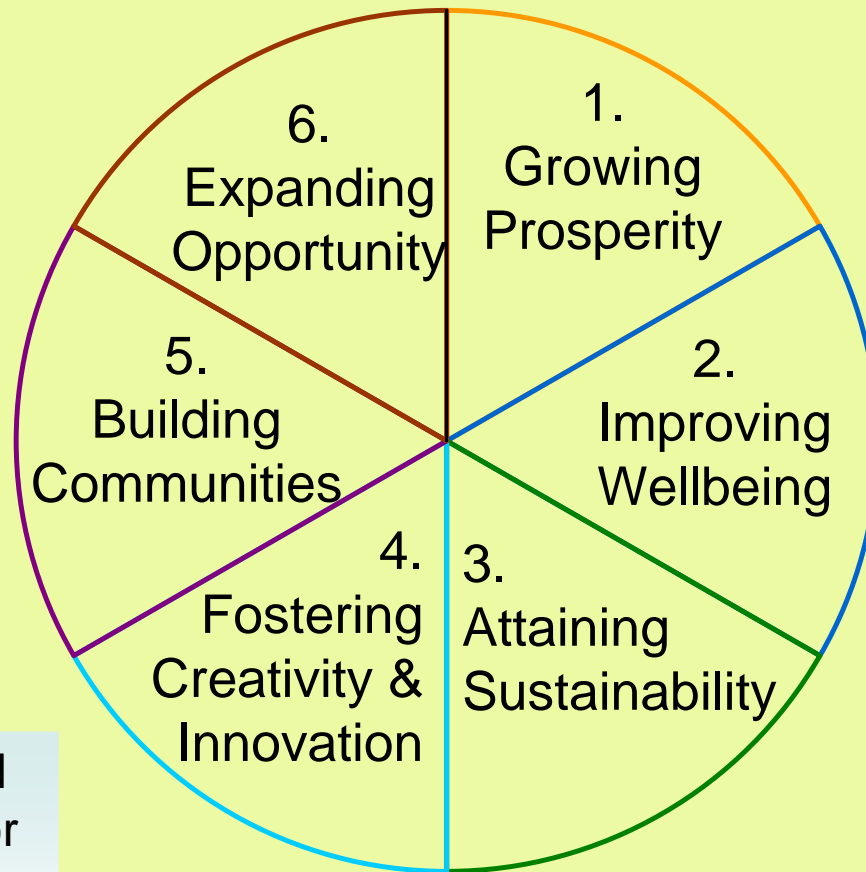 1.
Growing
Prosperity
2.
Improving
Wellbeing
3.
Attaining
Sustainability
4.
Fostering
Creativity &
Innovation
5.
Building
Communities
6.
Expanding
Opportunity